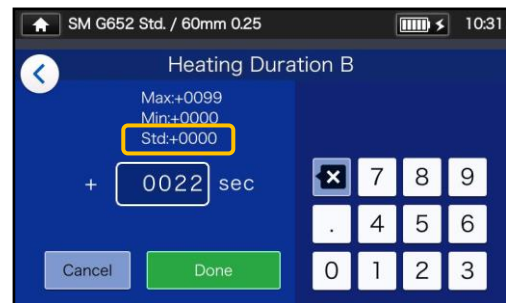 SM G652 Std. / 60mm 0.25 10:31
Heating Duration B
Max:+0099
Min:+0000
Std:+0000
+ 0022 sec
7 8 9
. 4 5 6
0 1 2 3
Cancel Done